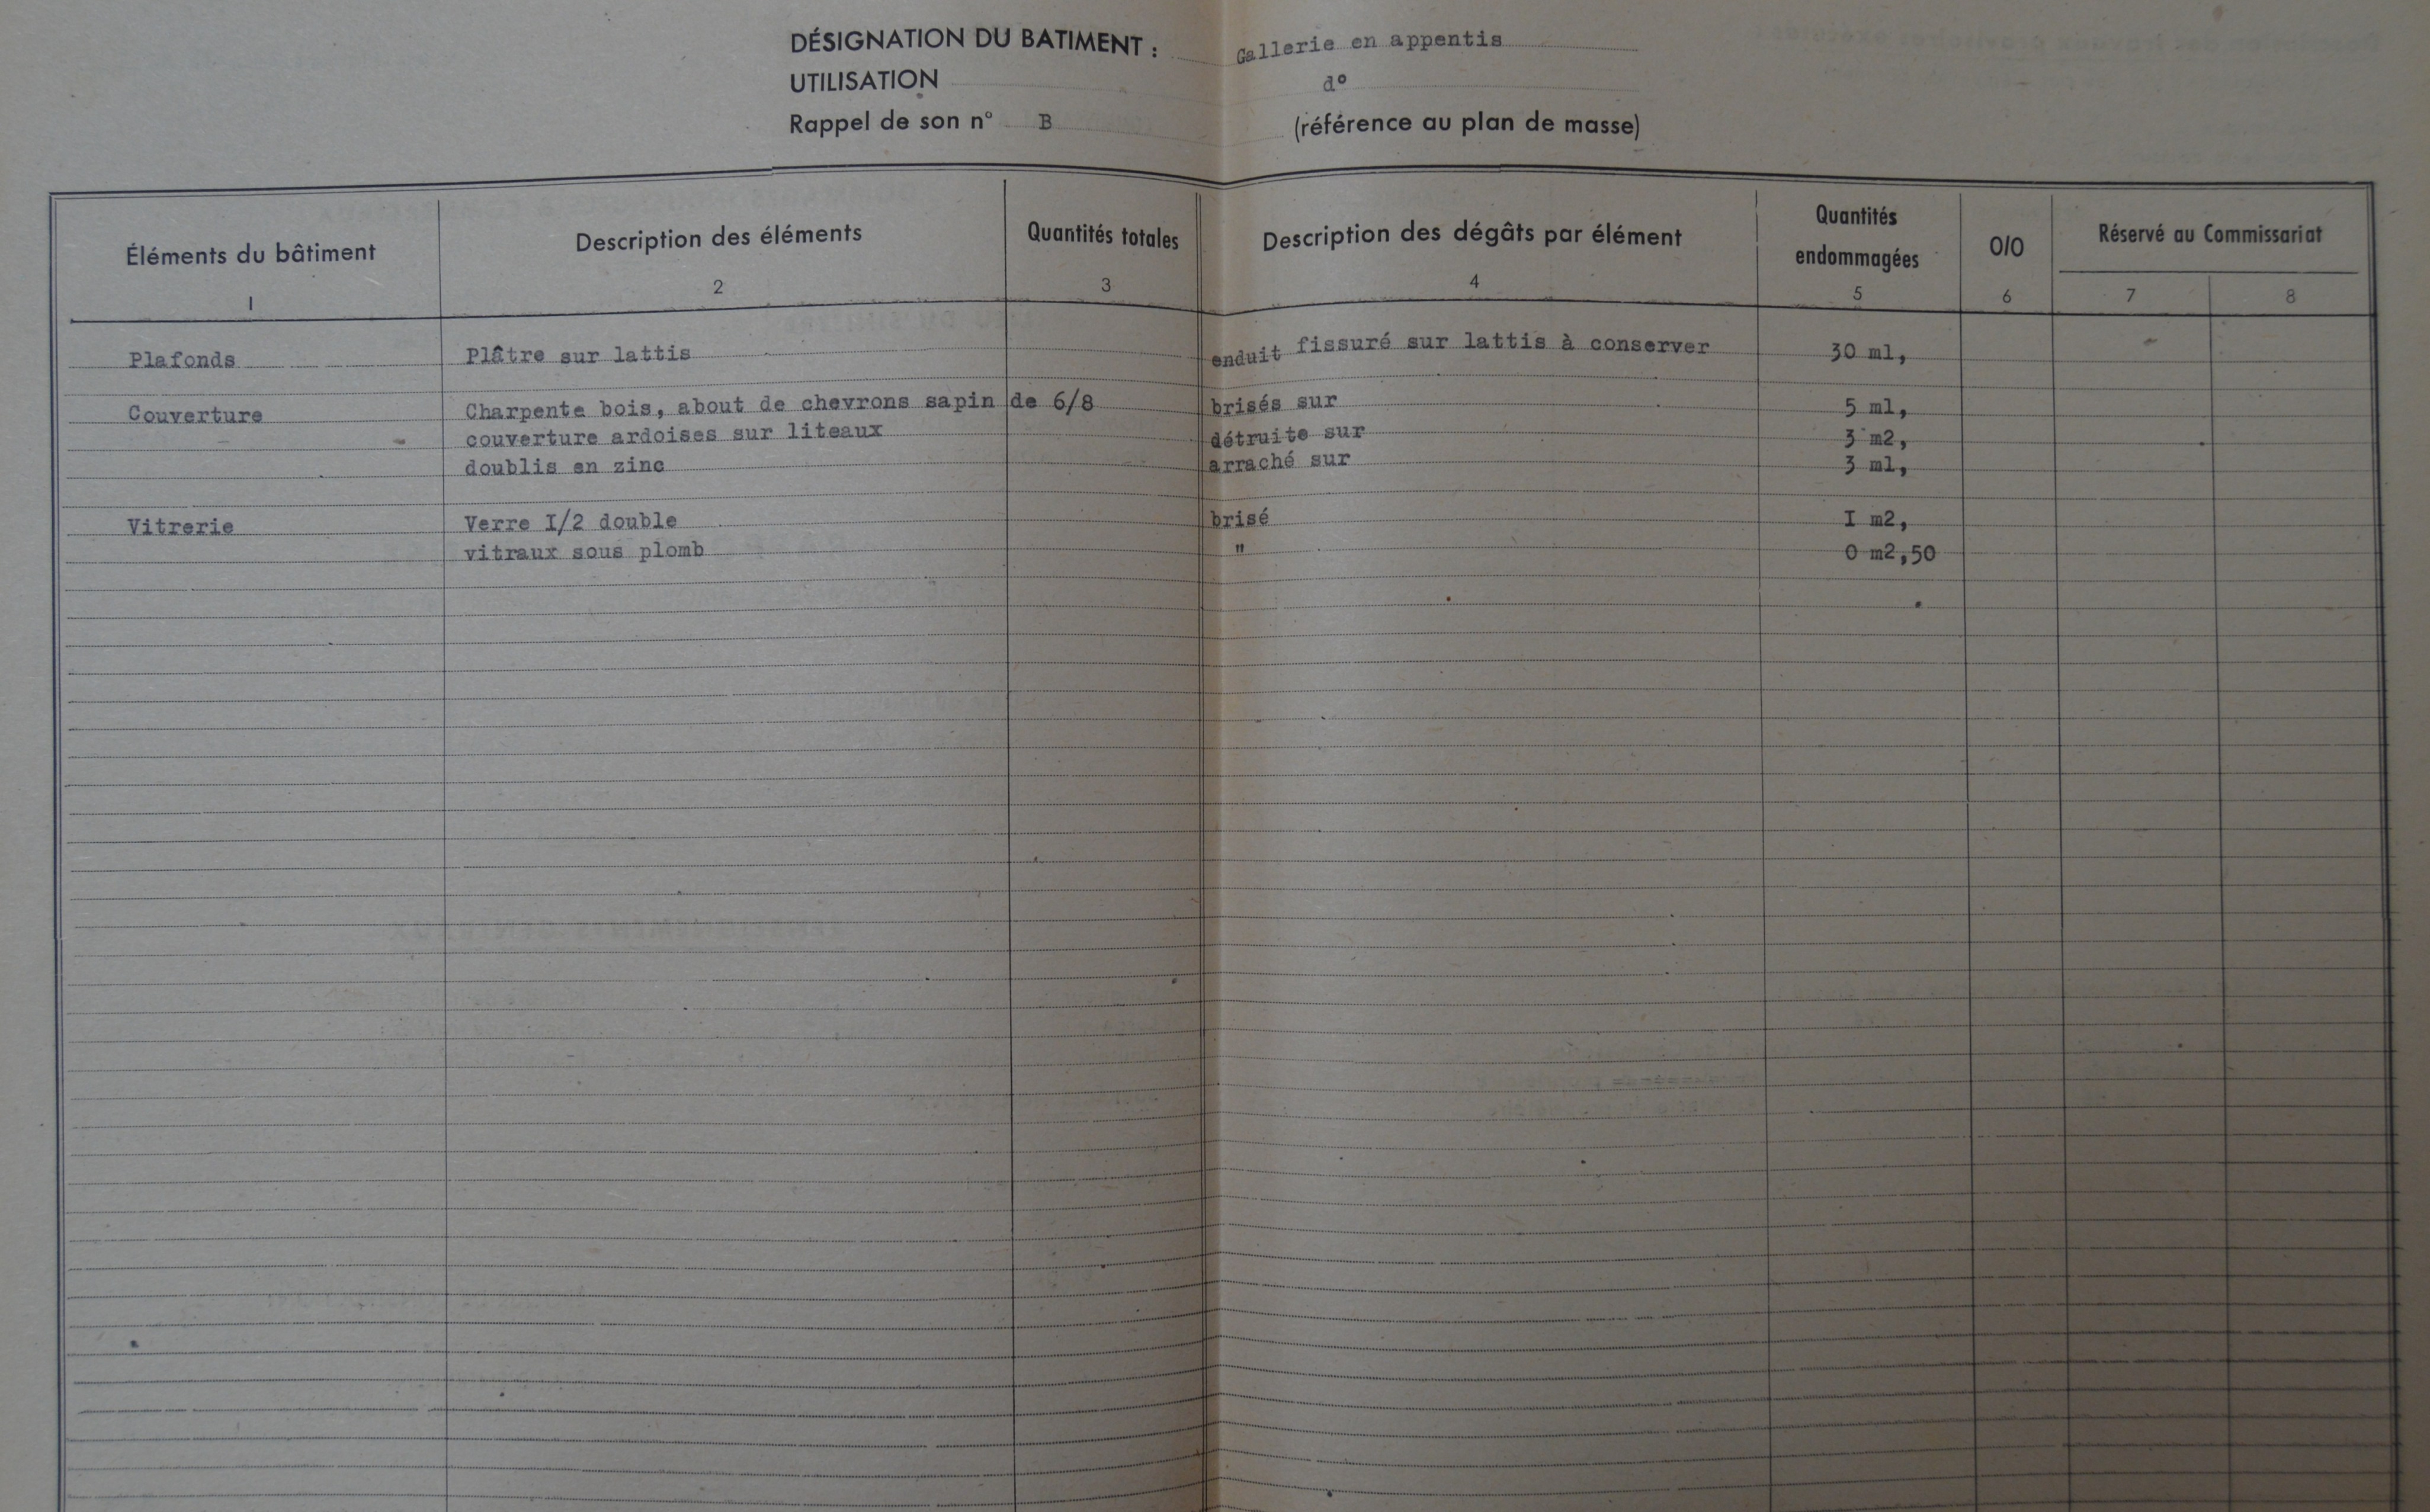 DÉSIGNATION DU BATIMENT : Gallerie en appentis
UTILISATION d°
Rappel de son n° B (référence au plan de masse)
Éléments du bâtiment Description des éléments Quantités totales Description des dégâts par élément Quantités endommagées O/O Réservé au Commissariat
1 2 3 4 5 6 7 8
Plafonds Plâtre sur lattis enduit fissuré sur lattis à conserver 30 ml,
Couverture Charpente bois, about de chevrons sapin de 6/8 brisés sur 5 ml,
couverture ardoises sur liteaux détruite sur 3 m2,
doublis en zinc arraché sur 3 ml,
Vitrerie Verre I/2 double brisé I m2,
vitraux sous plomb " 0 m2,50